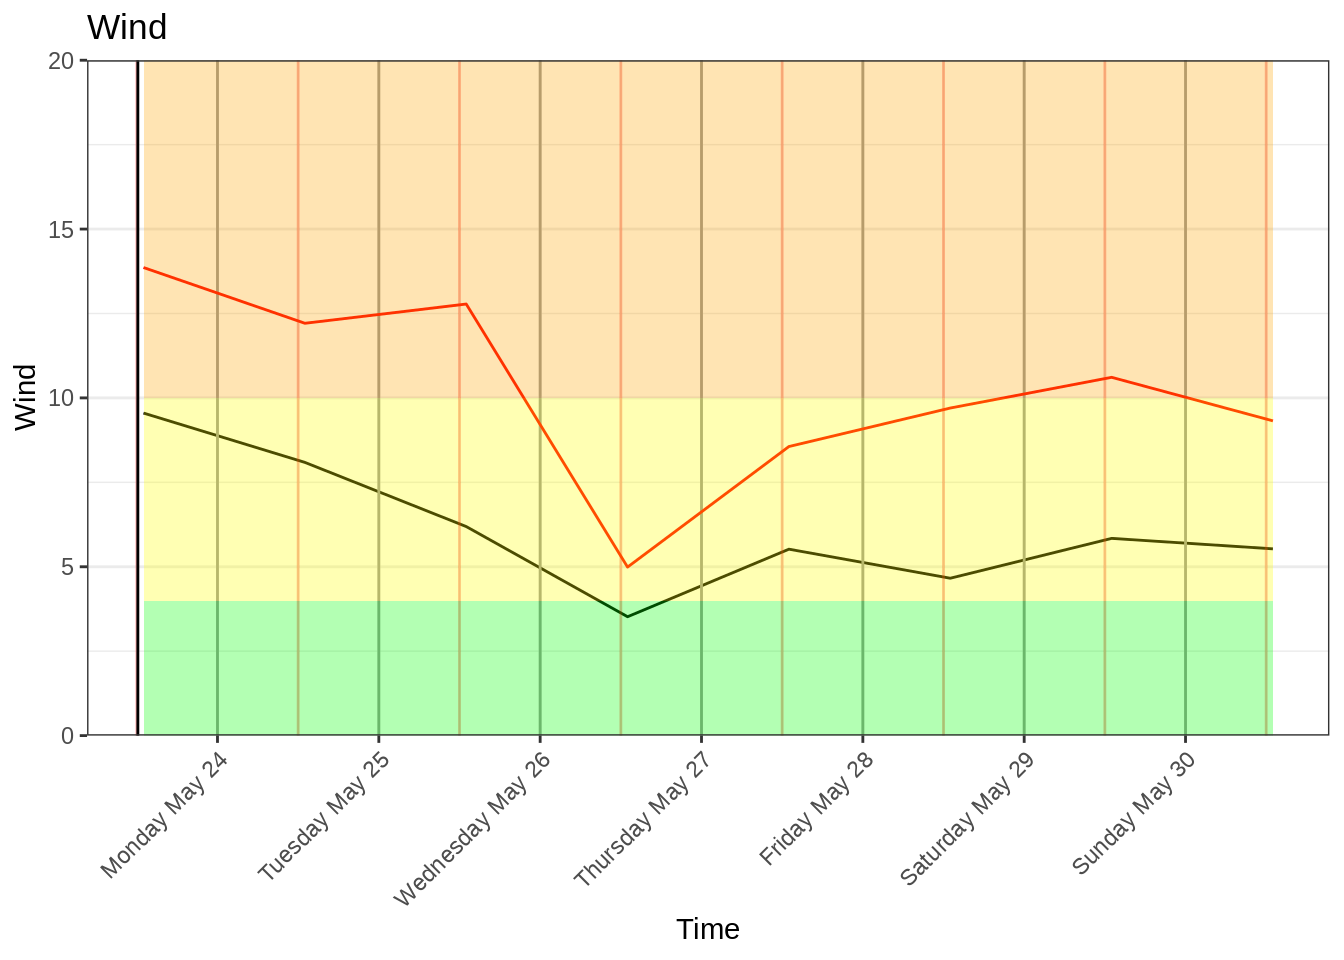 Wind
20
15
10
5
0
Wind
Monday May 24
Tuesday May 25
Wednesday May 26
Thursday May 27
Friday May 28
Saturday May 29
Sunday May 30
Time